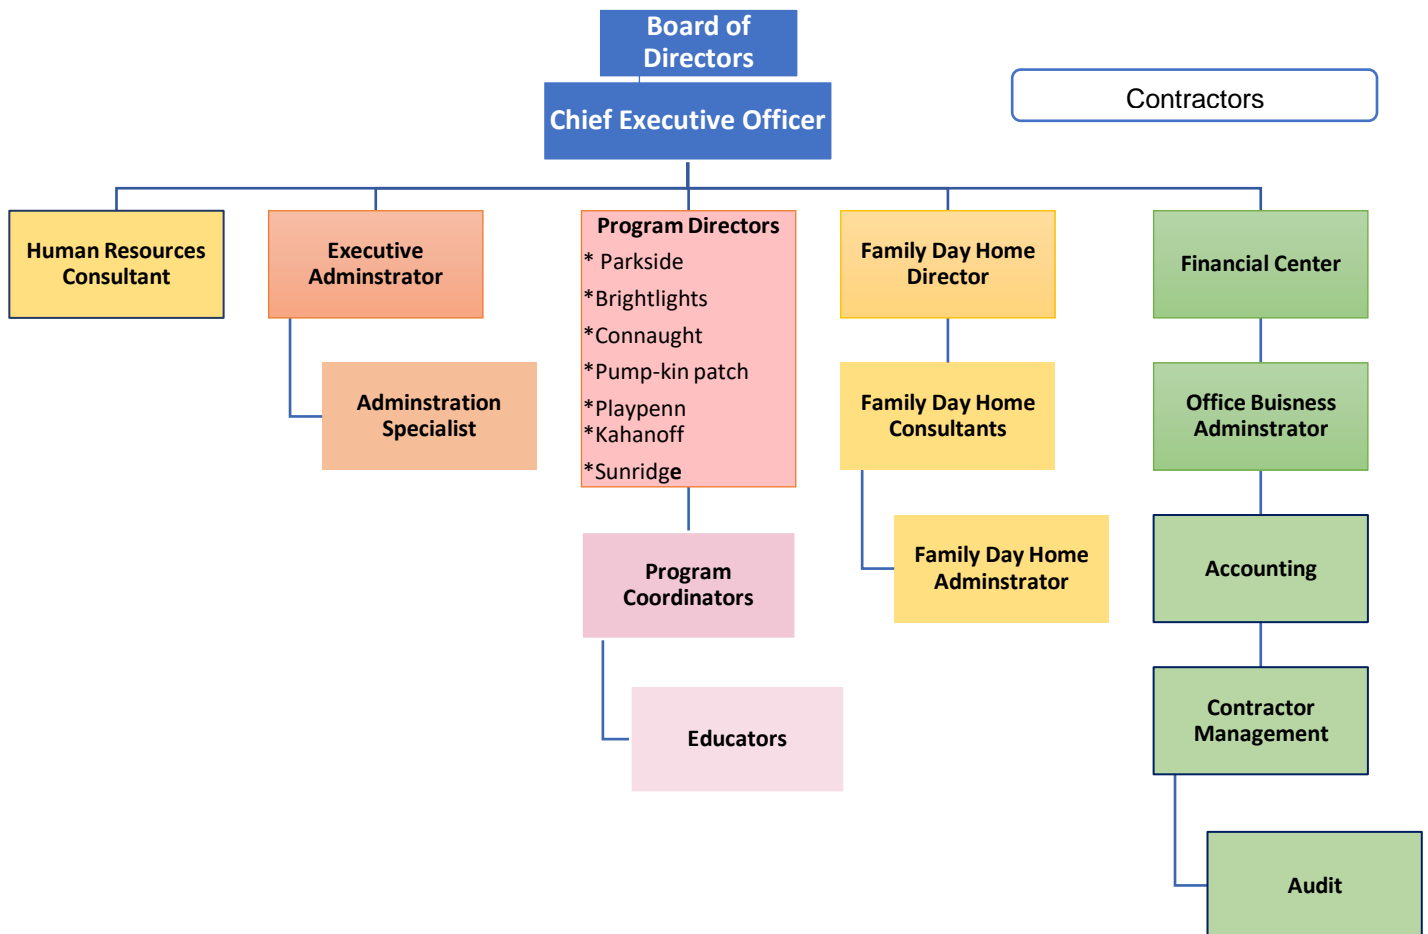 Board of
Directors
Chief Executive Officer
Contractors
Human Resources
Consultant
Executive
Adminstrator
Program Directors
* Parkside
*Brightlights
*Connaught
*Pump-kin patch
*Playpenn
*Kahanoff
*Sunridge
Family Day Home
Director
Financial Center
Adminstration
Specialist
Family Day Home
Consultants
Office Buisness
Adminstrator
Program
Coordinators
Family Day Home
Adminstrator
Accounting
Educators
Contractor
Management
Audit